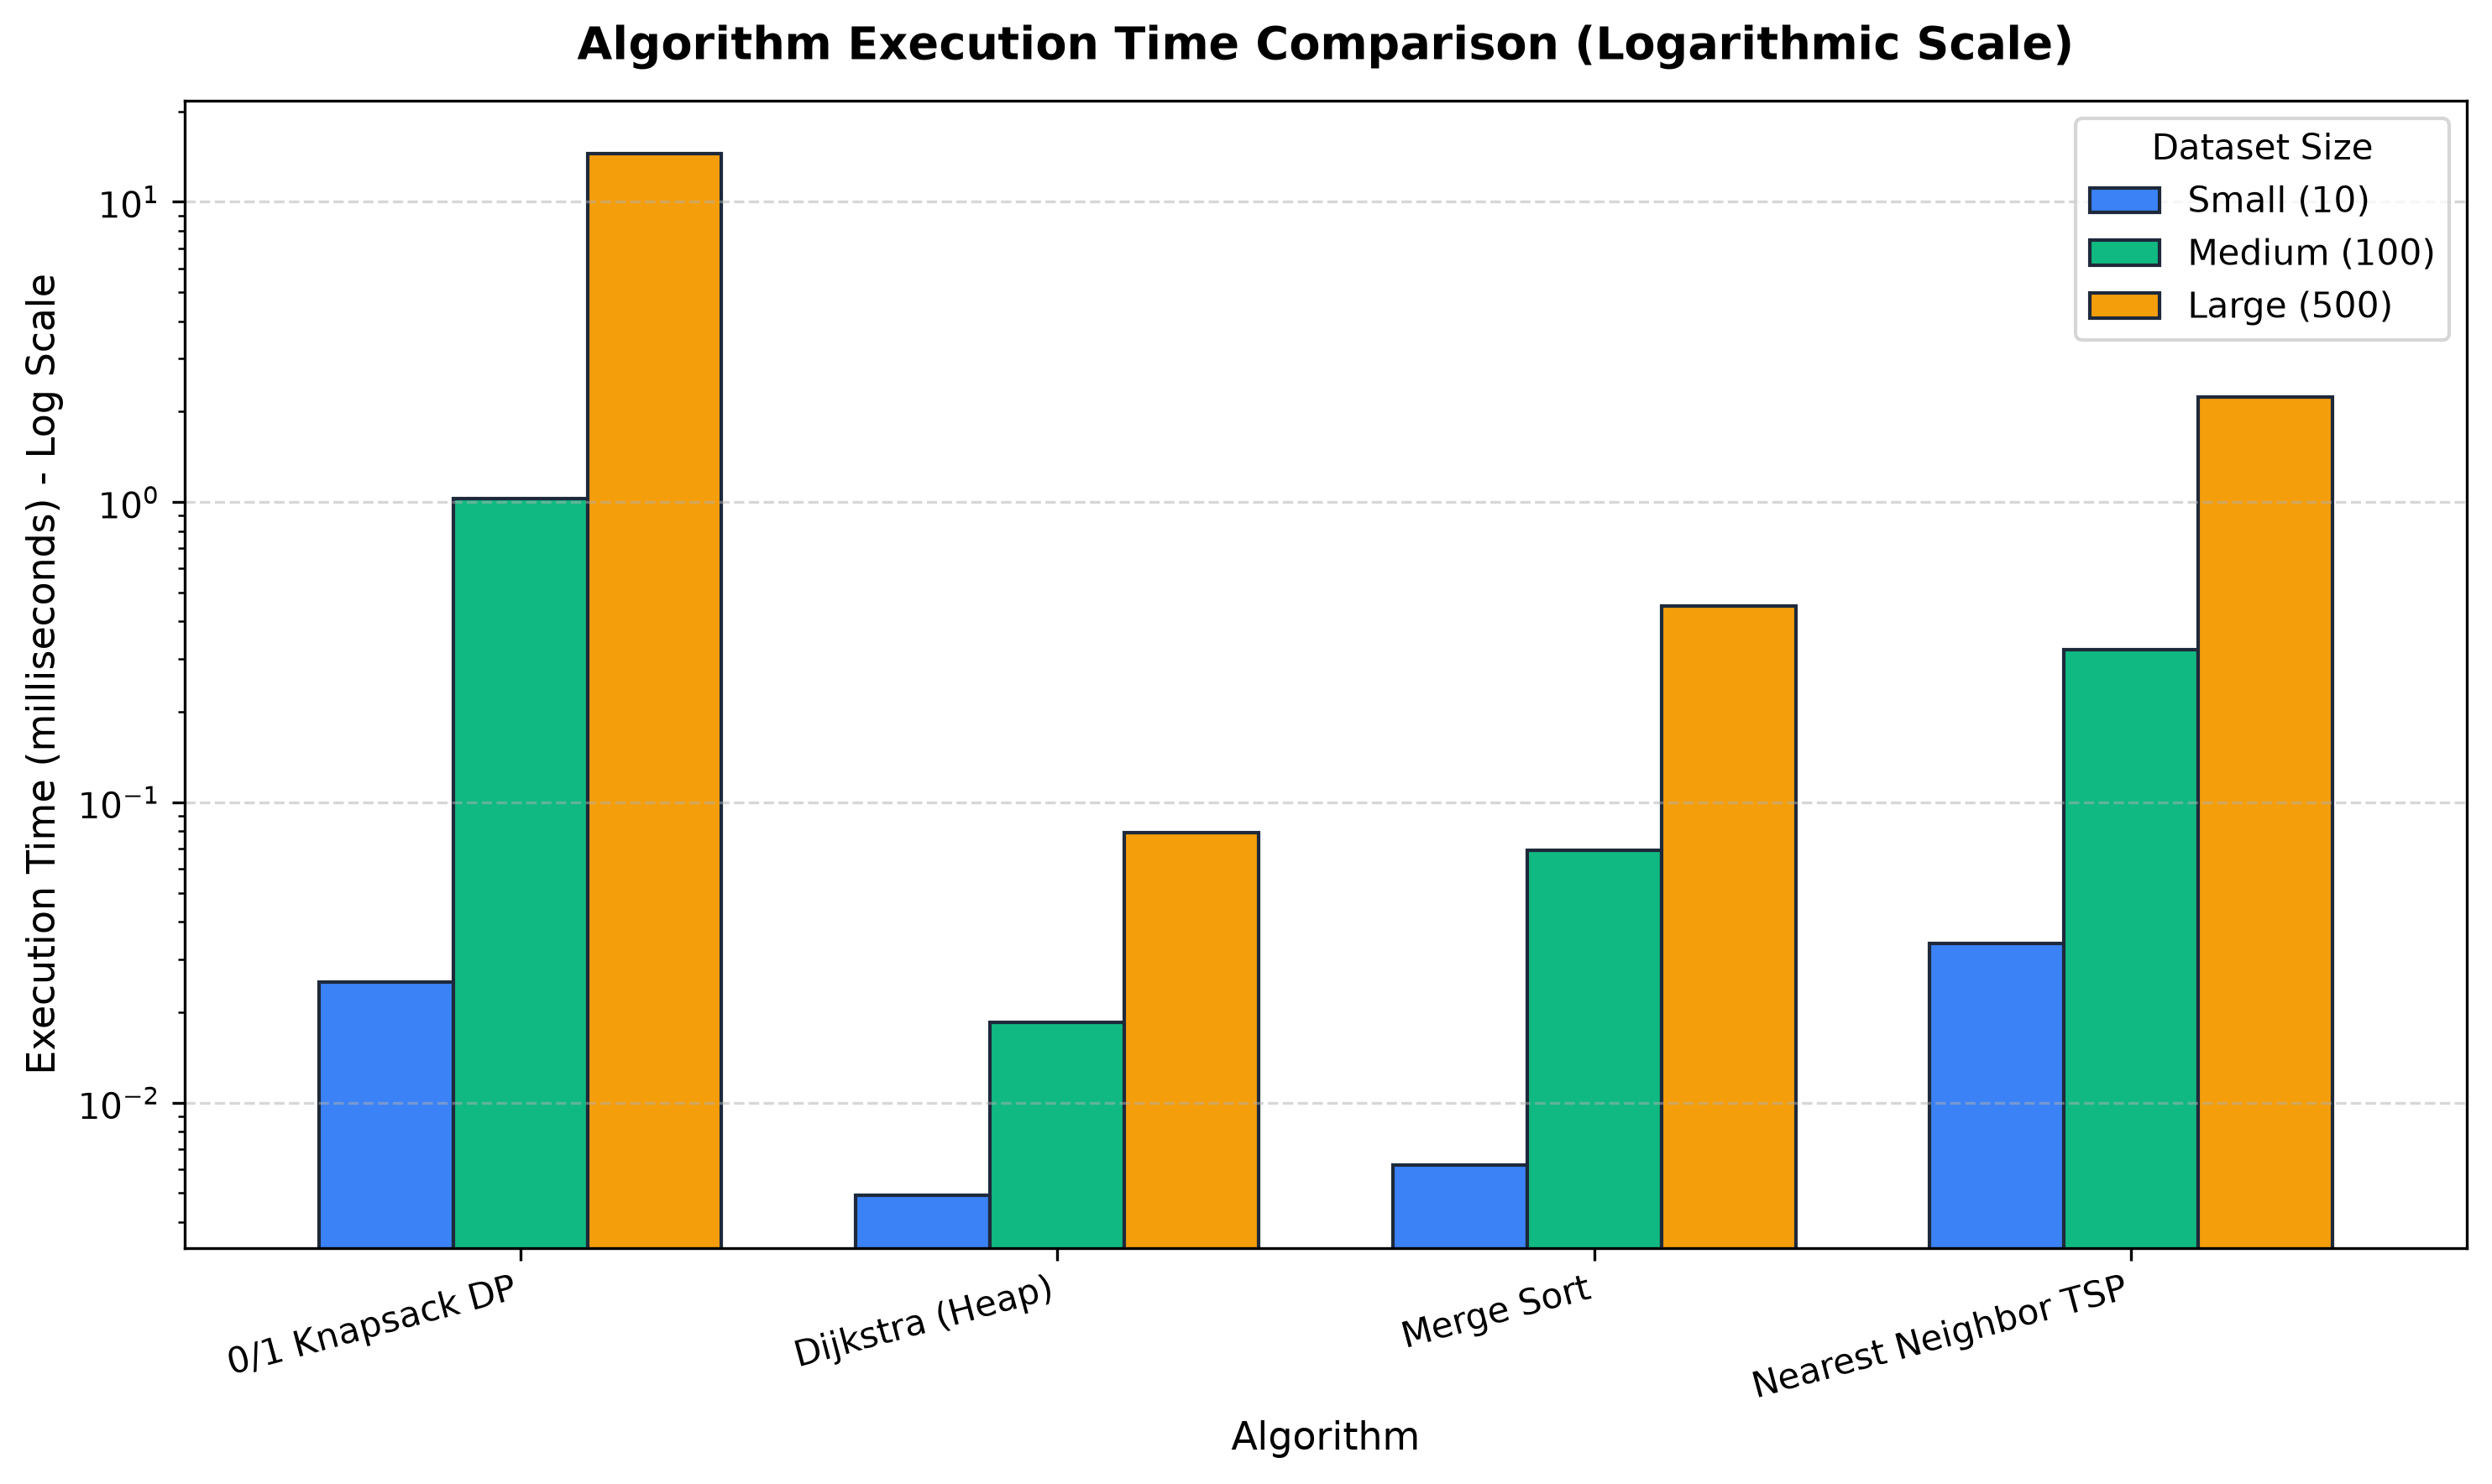 Algorithm Execution Time Comparison (Logarithmic Scale)
Execution Time (milliseconds) - Log Scale
10¹
10⁰
10⁻¹
10⁻²
Dataset Size
Small (10)
Medium (100)
Large (500)
0/1 Knapsack DP
Dijkstra (Heap)
Merge Sort
Nearest Neighbor TSP
Algorithm